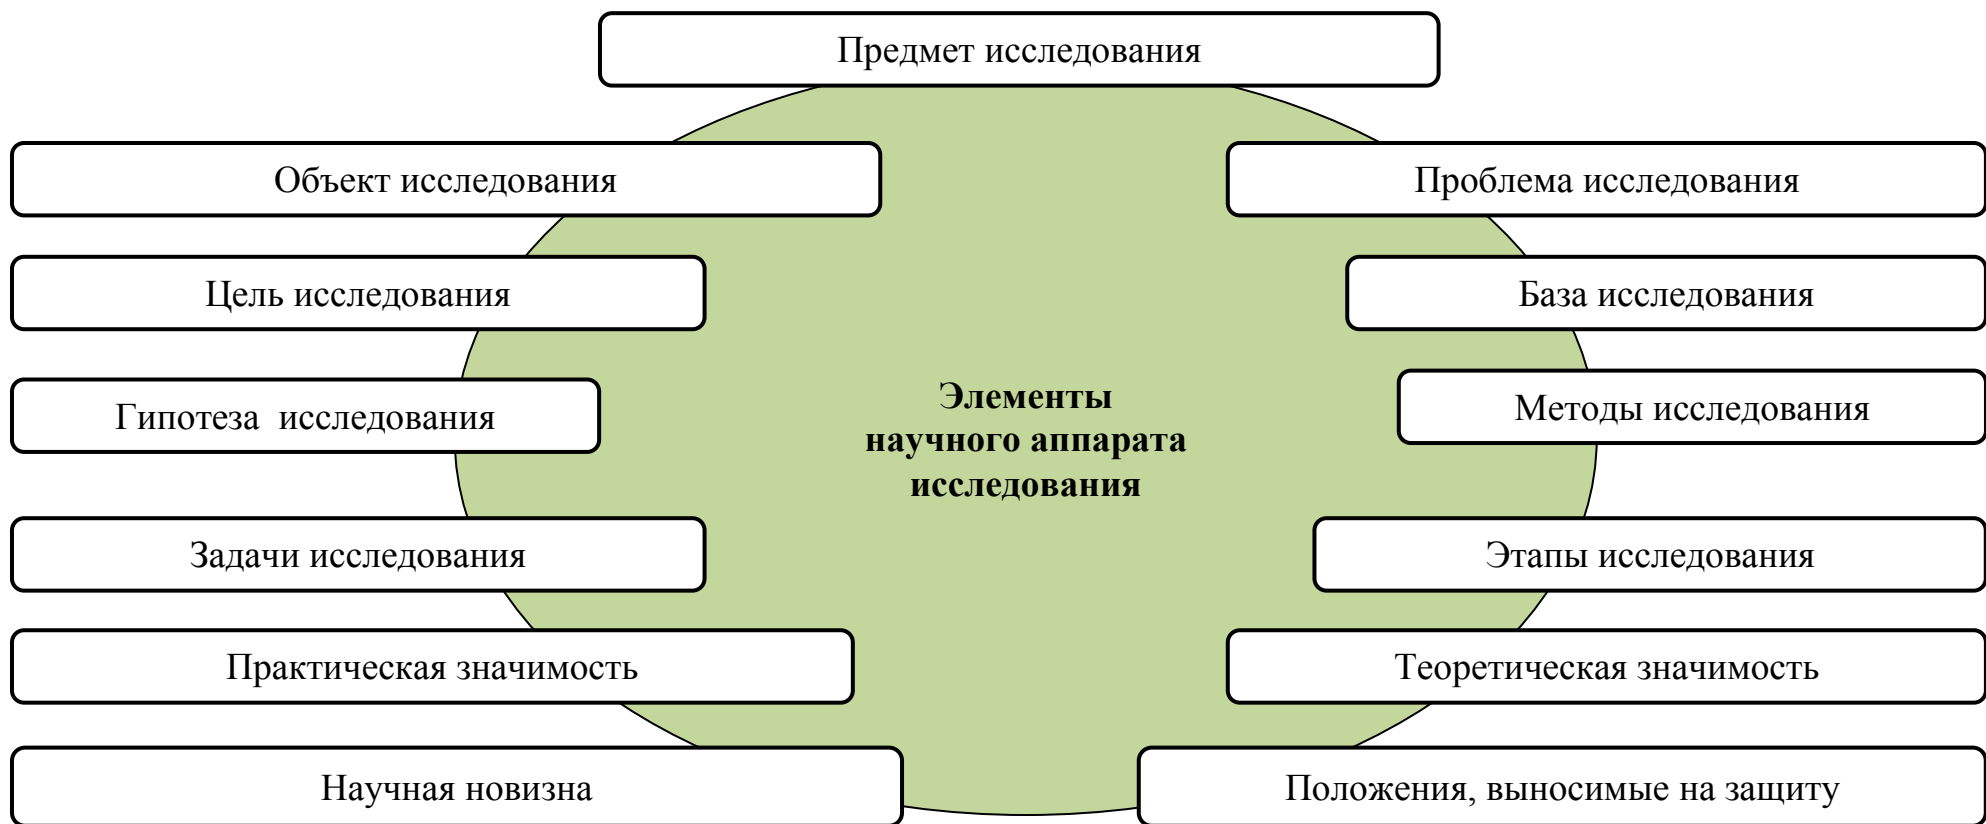 Предмет исследования
Объект исследования
Проблема исследования
Цель исследования
База исследования
Гипотеза исследования
Элементы
научного аппарата
исследования
Методы исследования
Задачи исследования
Этапы исследования
Практическая значимость
Теоретическая значимость
Научная новизна
Положения, выносимые на защиту